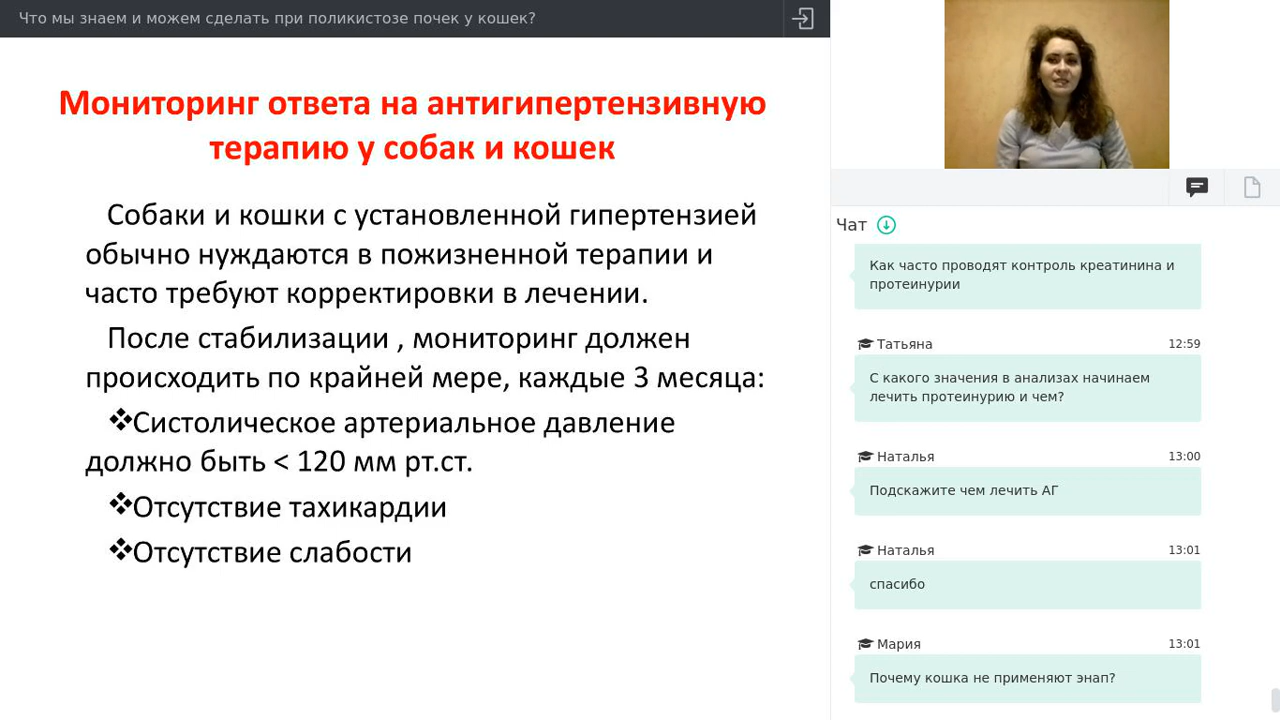 Что мы знаем и можем сделать при поликистозе почек у кошек?
Мониторинг ответа на антигипертензивную
терапию у собак и кошек
Собаки и кошки с установленной гипертензией
обычно нуждаются в пожизненной терапии и
часто требуют корректировки в лечении.
После стабилизации , мониторинг должен
происходить по крайней мере, каждые 3 месяца:
❖Систолическое артериальное давление
должно быть < 120 мм рт.ст.
❖Отсутствие тахикардии
❖Отсутствие слабости
Чат
Как часто проводят контроль креатинина и
протеинурии
Татьяна 12:59
С какого значения в анализах начинаем
лечить протеинурию и чем?
Наталья 13:00
Подскажите чем лечить АГ
Наталья 13:01
спасибо
Мария 13:01
Почему кошка не применяют энап?